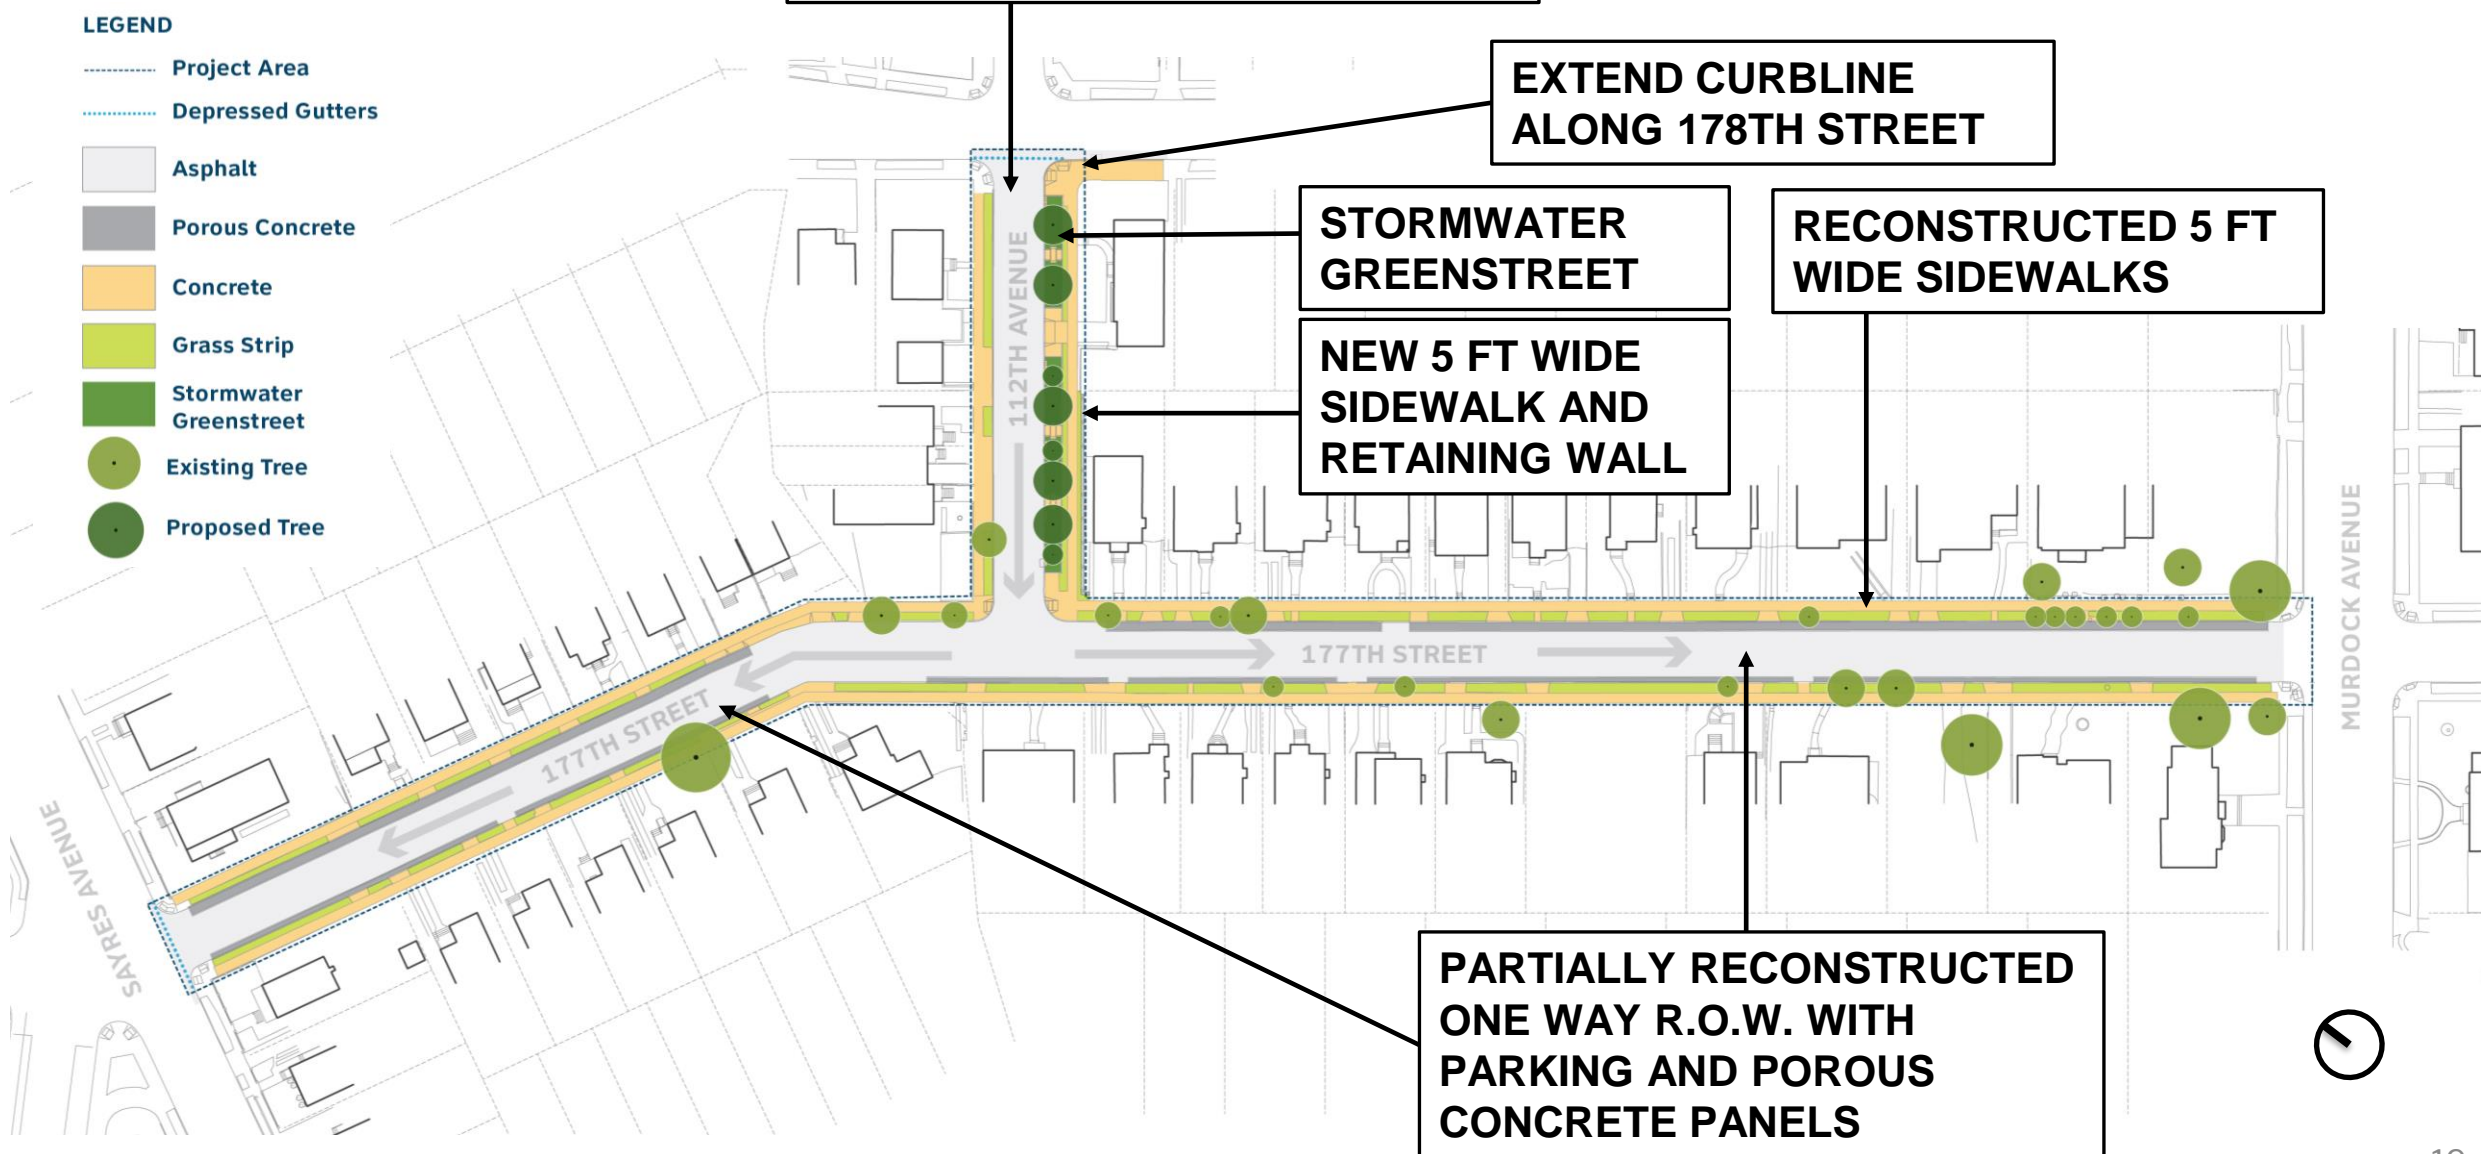 LEGEND
Project Area
Depressed Gutters
Asphalt
Porous Concrete
Concrete
Grass Strip
Stormwater
Greenstreet
Existing Tree
Proposed Tree
EXTEND CURBLINE
ALONG 178TH STREET
STORMWATER
GREENSTREET
RECONSTRUCTED 5 FT
WIDE SIDEWALKS
NEW 5 FT WIDE
SIDEWALK AND
RETAINING WALL
112TH AVENUE
177TH STREET
177TH STREET
MURDOCK AVENUE
SAYRES AVENUE
PARTIALLY RECONSTRUCTED
ONE WAY R.O.W. WITH
PARKING AND POROUS
CONCRETE PANELS